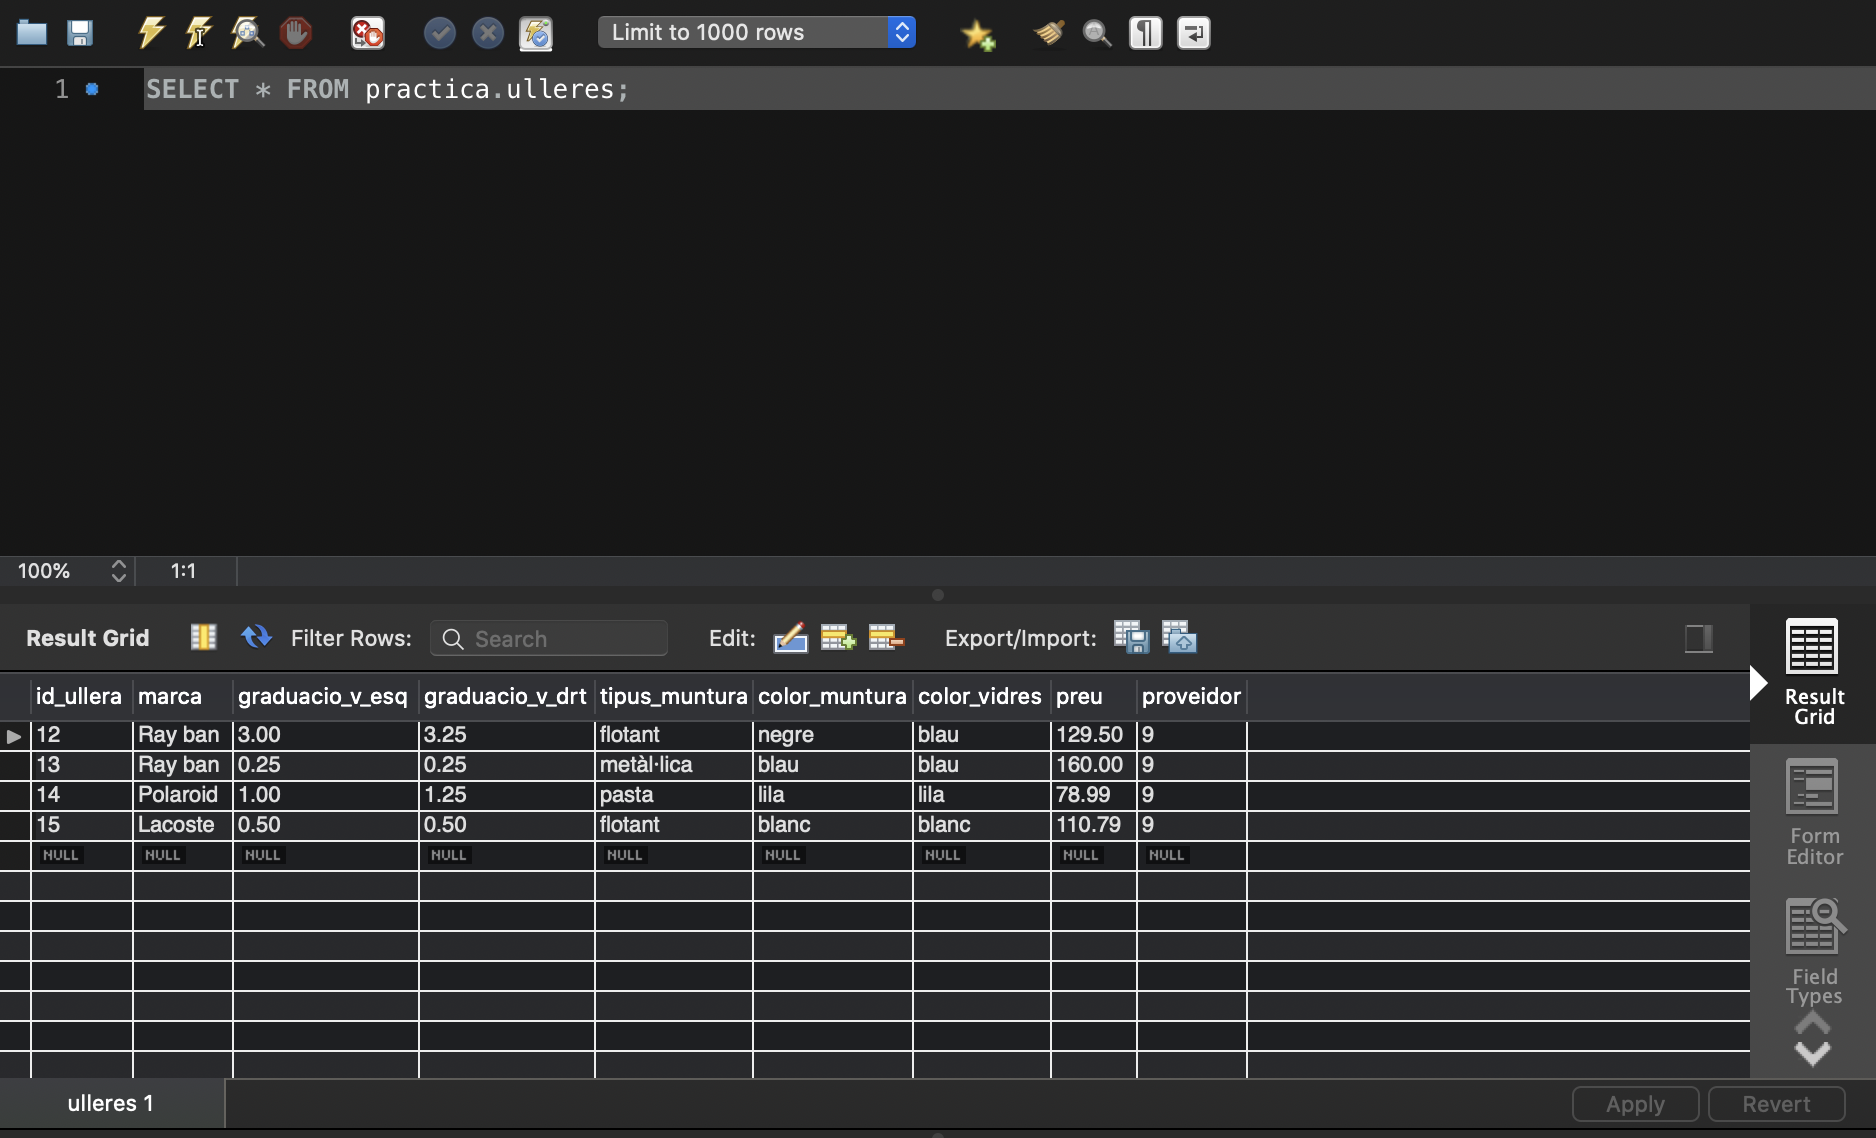 Limit to 1000 rows
1 SELECT * FROM practica.ulleres;
100% 1:1
Result Grid Filter Rows: Search Edit: Export/Import:
id_ullera marca graduacio_v_esq graduacio_v_drt tipus_muntura color_muntura color_vidres preu proveidor
12 Ray ban 3.00 3.25 flotant negre blau 129.50 9
13 Ray ban 0.25 0.25 metàl·lica blau blau 160.00 9
14 Polaroid 1.00 1.25 pasta lila lila 78.99 9
15 Lacoste 0.50 0.50 flotant blanc blanc 110.79 9
NULL NULL NULL NULL NULL NULL NULL NULL NULL
Result
Grid
Form
Editor
Field
Types
ulleres 1 Apply Revert